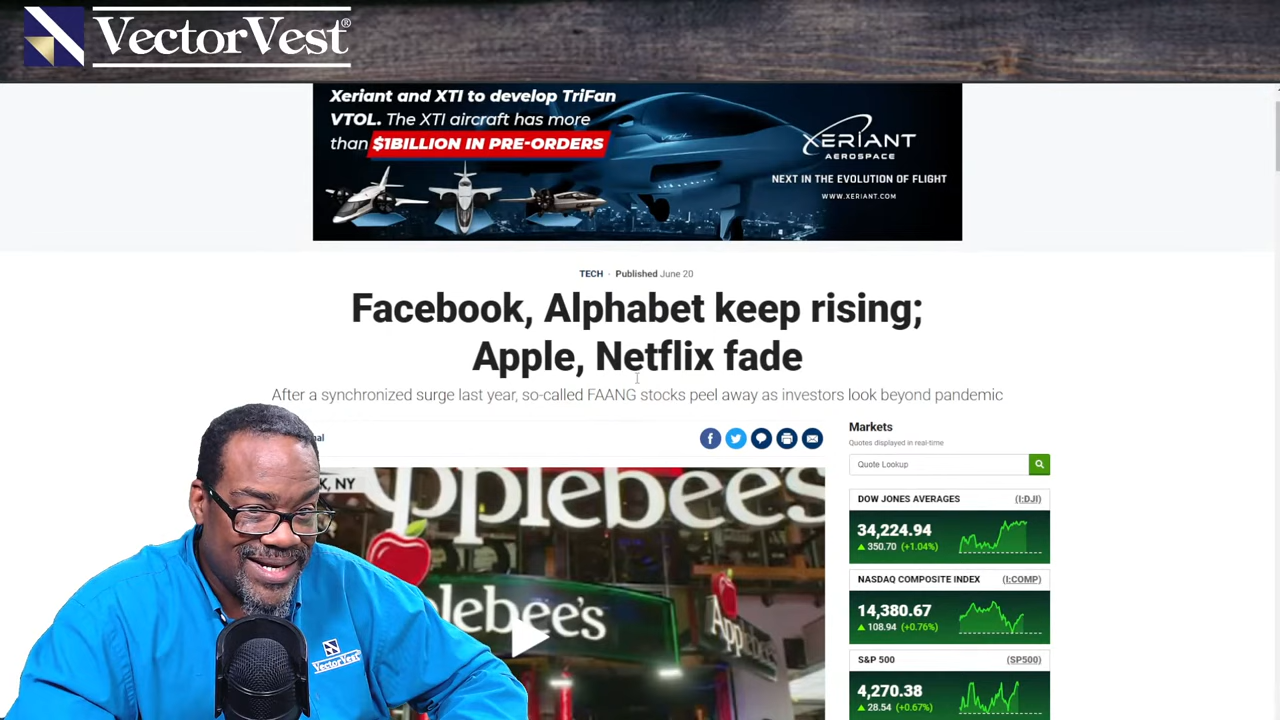 VectorVest®
Xeriant and XTI to develop TriFan
VTOL. The XTI aircraft has more
than $1BILLION IN PRE-ORDERS
XERIANT
AEROSPACE
NEXT IN THE EVOLUTION OF FLIGHT
WWW.XERIANT.COM
TECH · Published June 20
Facebook, Alphabet keep rising;
Apple, Netflix fade
After a synchronized surge last year, so-called FAANG stocks peel away as investors look beyond pandemic
Markets
Quotes displayed in real-time
Quote Lookup
DOW JONES AVERAGES (I:DJI)
34,224.94
▲ 350.70 (+1.04%)
NASDAQ COMPOSITE INDEX (I:COMP)
14,380.67
▲ 108.94 (+0.76%)
S&P 500 (SP500)
4,270.38
▲ 28.54 (+0.67%)
, NY
Applebees
lebee's
App
VectorVest